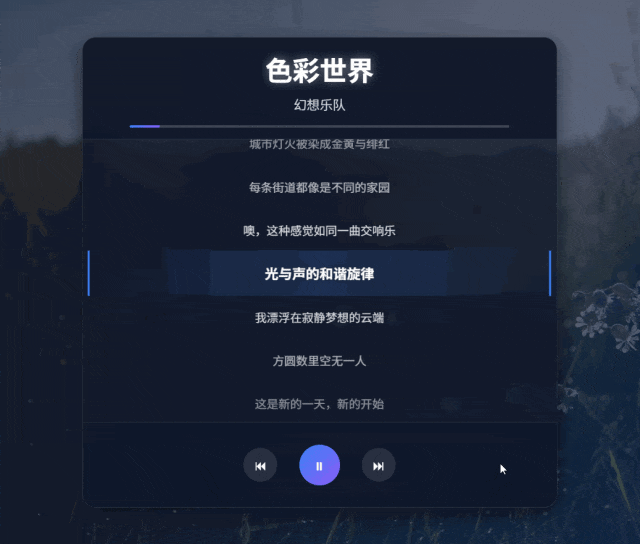 色彩世界
幻想乐队
城市灯火被染成金黄与绯红
每条街道都像是不同的家园
噢，这种感觉如同一曲交响乐
光与声的和谐旋律
我漂浮在寂静梦想的云端
方圆数里空无一人
这是新的一天，新的开始